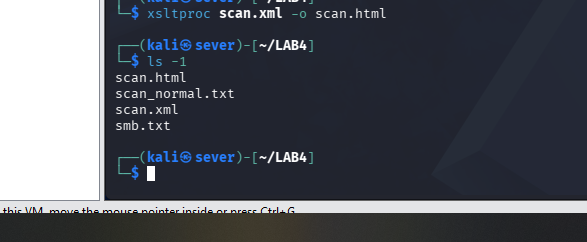 └─$ xsltproc scan.xml -o scan.html
┌──(kali㉿sever)-[~/LAB4]
└─$ ls -1
scan.html
scan_normal.txt
scan.xml
smb.txt
┌──(kali㉿sever)-[~/LAB4]
└─$
this VM, move the mouse pointer inside or press Ctrl+G.